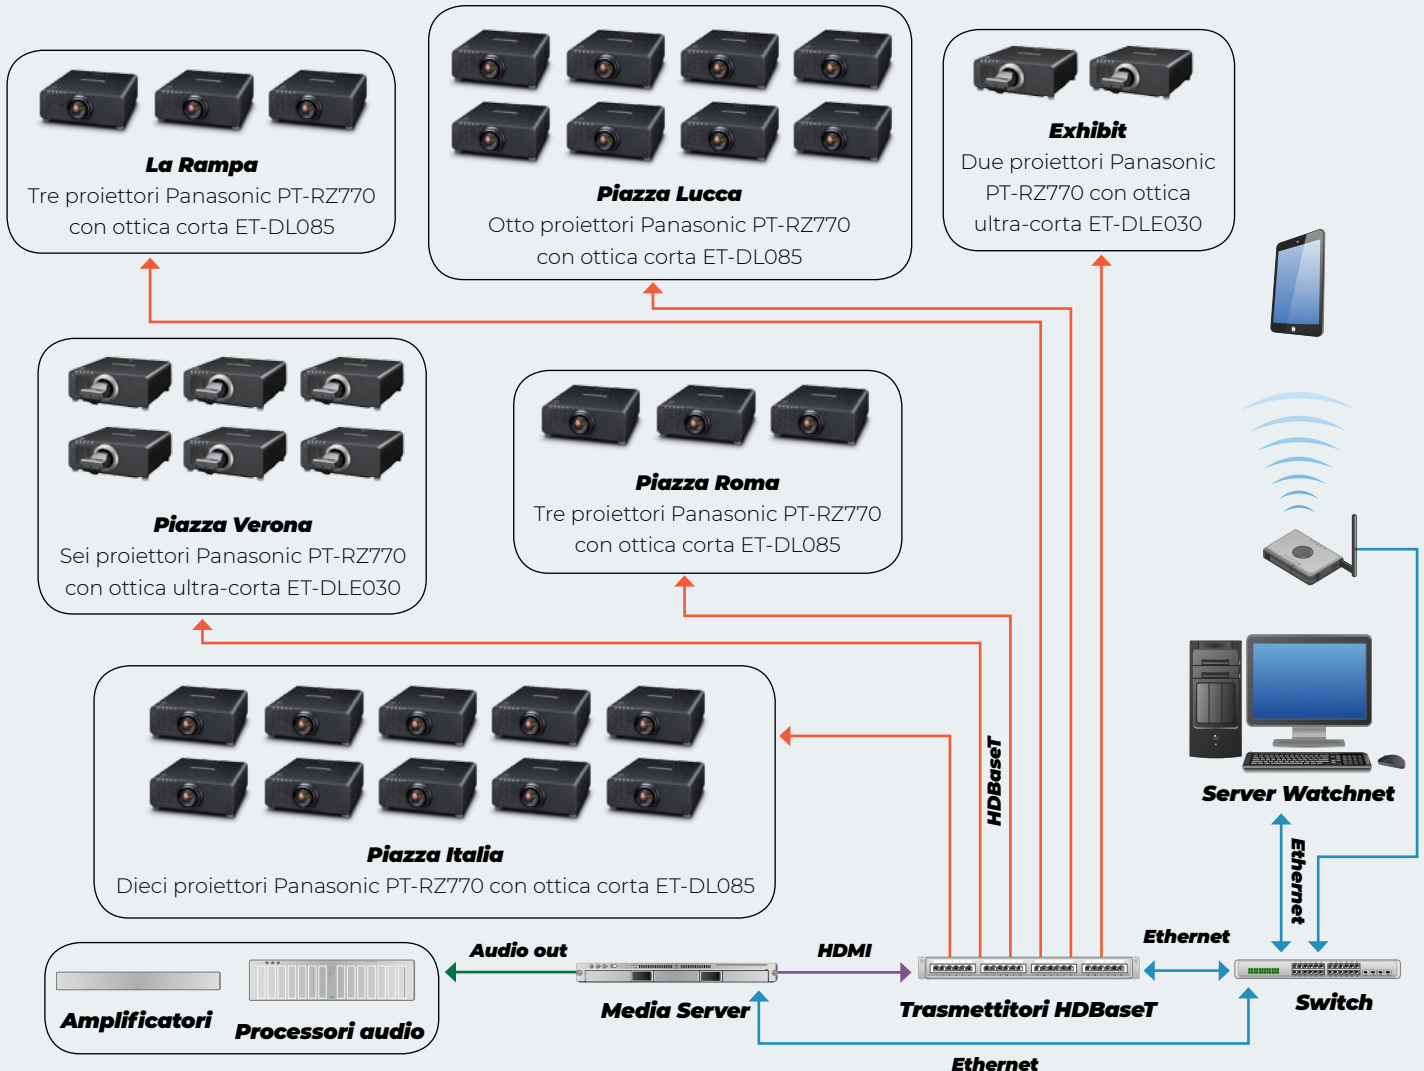 La Rampa
Tre proiettori Panasonic PT-RZ770
con ottica corta ET-DL085
Piazza Lucca
Otto proiettori Panasonic PT-RZ770
con ottica corta ET-DL085
Exhibit
Due proiettori Panasonic
PT-RZ770 con ottica
ultra-corta ET-DLE030
Piazza Verona
Sei proiettori Panasonic PT-RZ770
con ottica ultra-corta ET-DLE030
Piazza Roma
Tre proiettori Panasonic PT-RZ770
con ottica corta ET-DL085
Piazza Italia
Dieci proiettori Panasonic PT-RZ770 con ottica corta ET-DL085
HDBaseT
Server Watchnet
Ethernet
Audio out
HDMI
Ethernet
Amplificatori
Processori audio
Media Server
Trasmettitori HDBaseT
Switch
Ethernet